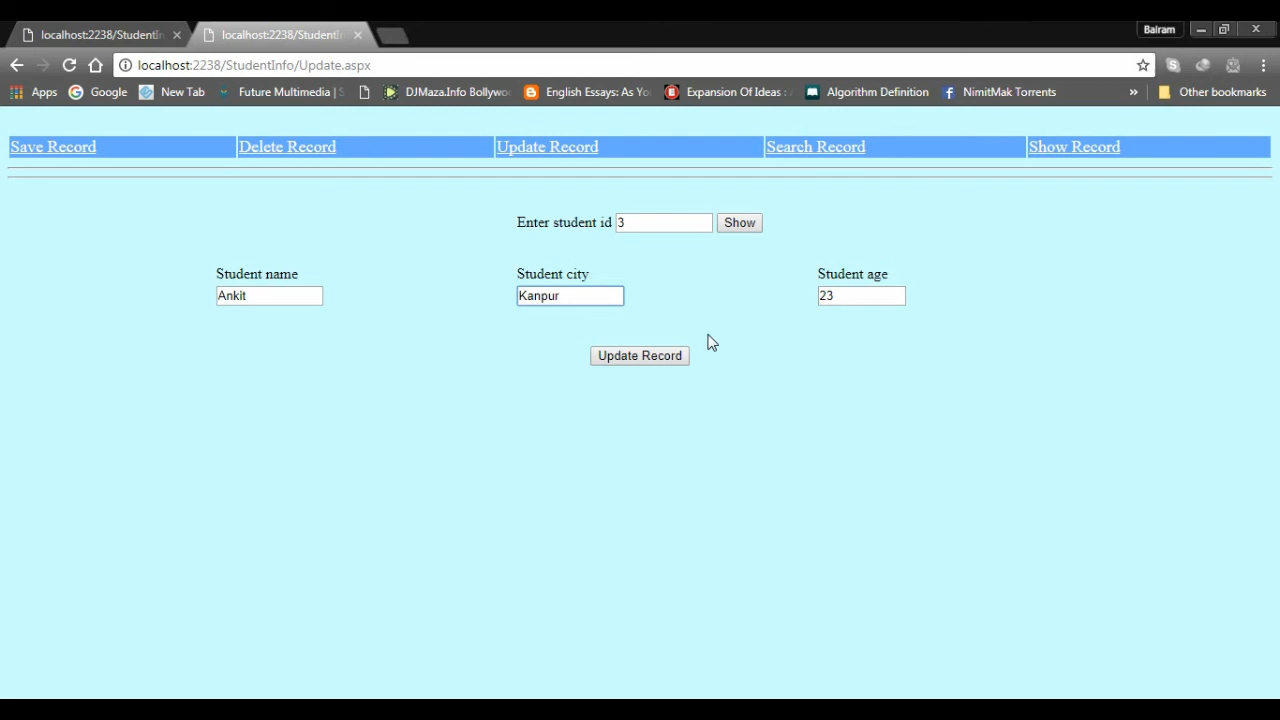 localhost:2238/StudentIn localhost:2238/StudentIn Balram
localhost:2238/StudentInfo/Update.aspx
Apps Google New Tab Future Multimedia | S DJMaza.Info Bollywo English Essays: As Yo Expansion Of Ideas : Algorithm Definition NimitMak Torrents » Other bookmarks
Save Record Delete Record Update Record Search Record Show Record
Enter student id 3 Show
Student name Student city Student age
Ankit Kanpur 23
Update Record